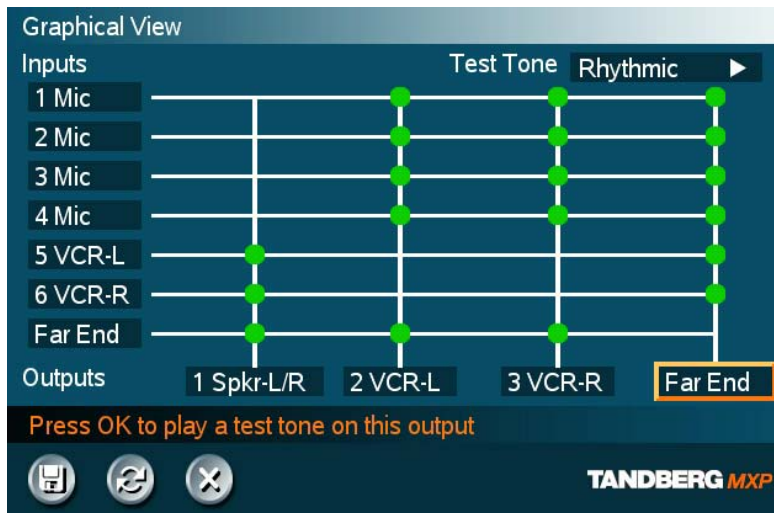 Graphical View
Inputs Test Tone Rhythmic
1 Mic
2 Mic
3 Mic
4 Mic
5 VCR-L
6 VCR-R
Far End
Outputs 1 Spkr-L/R 2 VCR-L 3 VCR-R Far End
Press OK to play a test tone on this output
TANDBERG MXP